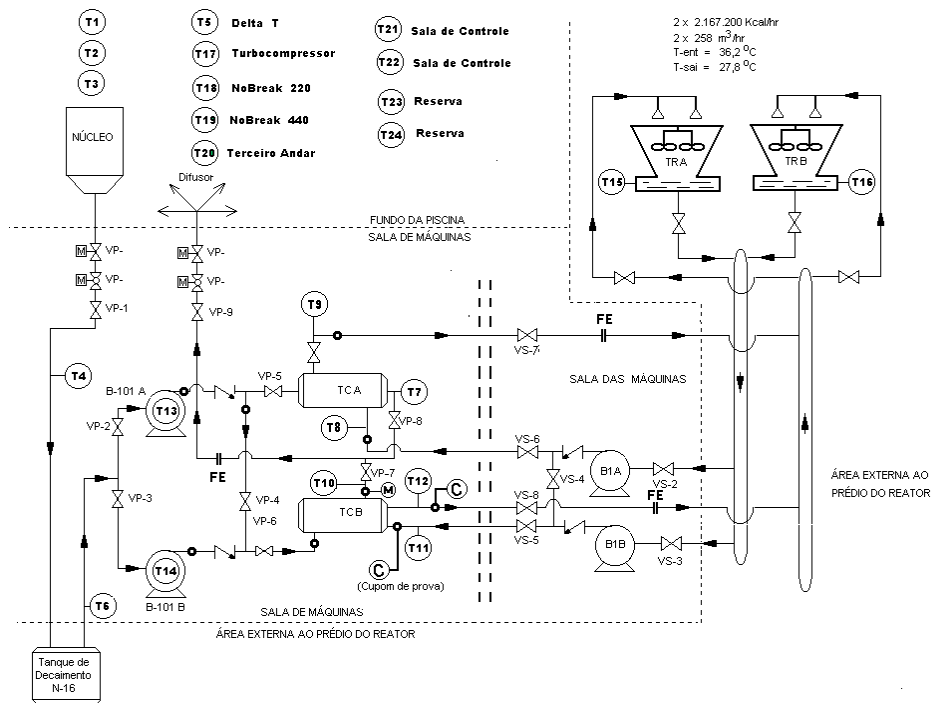 T1
T2
T3
T5 Delta T
T17 Turbocompressor
T18 NoBreak 220
T19 NoBreak 440
T20 Terceiro Andar
T21 Sala de Controle
T22 Sala de Controle
T23 Reserva
T24 Reserva
2 x 2.167.200 Kcal/hr
2 x 258 m³/hr
T-ent = 36,2 ⁰C
T-sai = 27,8 ⁰C
NÚCLEO
Difusor
TRA
TRB
T15
T16
FUNDO DA PISCINA
SALA DE MÁQUINAS
M VP-
M VP-
M VP-
M VP-
VP-1
VP-9
T9
FE
VS-7
T4
B-101 A
T13
VP-5
TCA
T7
SALA DAS MÁQUINAS
VP-2
VP-8
T8
FE
VS-6
VS-4
B1A
VS-2
VP-7
T10
M
T12
C
VS-8
FE
ÁREA EXTERNA AO
PRÉDIO DO REATOR
VP-3
VP-4
VP-6
TCB
T11
VS-5
B1B
VS-3
T14
C
(Cupom de prova)
T6
B-101 B
SALA DE MÁQUINAS
ÁREA EXTERNA AO PRÉDIO DO REATOR
Tanque de
Decaimento
N-16